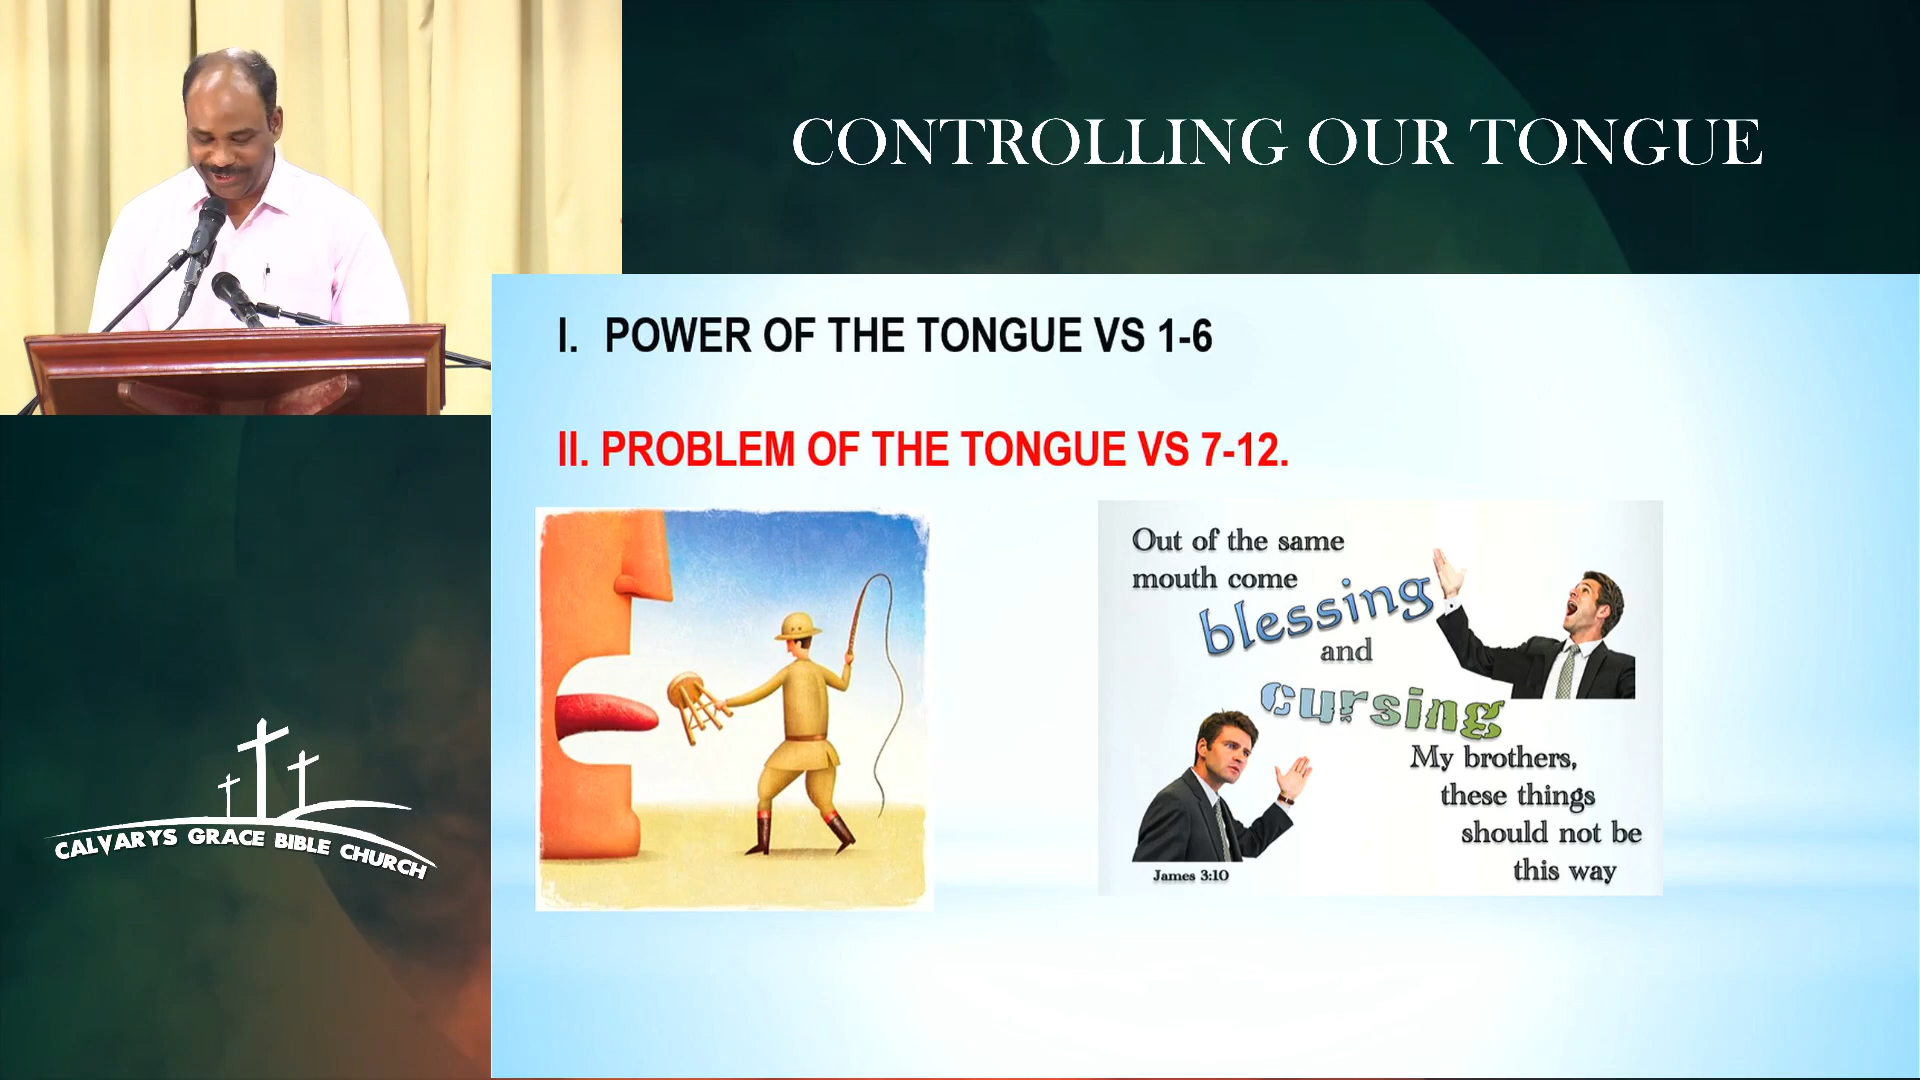 CONTROLLING OUR TONGUE
I. POWER OF THE TONGUE VS 1-6
II. PROBLEM OF THE TONGUE VS 7-12.
Out of the same
mouth come
blessing
and
cursing
My brothers,
these things
should not be
this way
James 3:10
CALVARYS GRACE BIBLE CHURCH